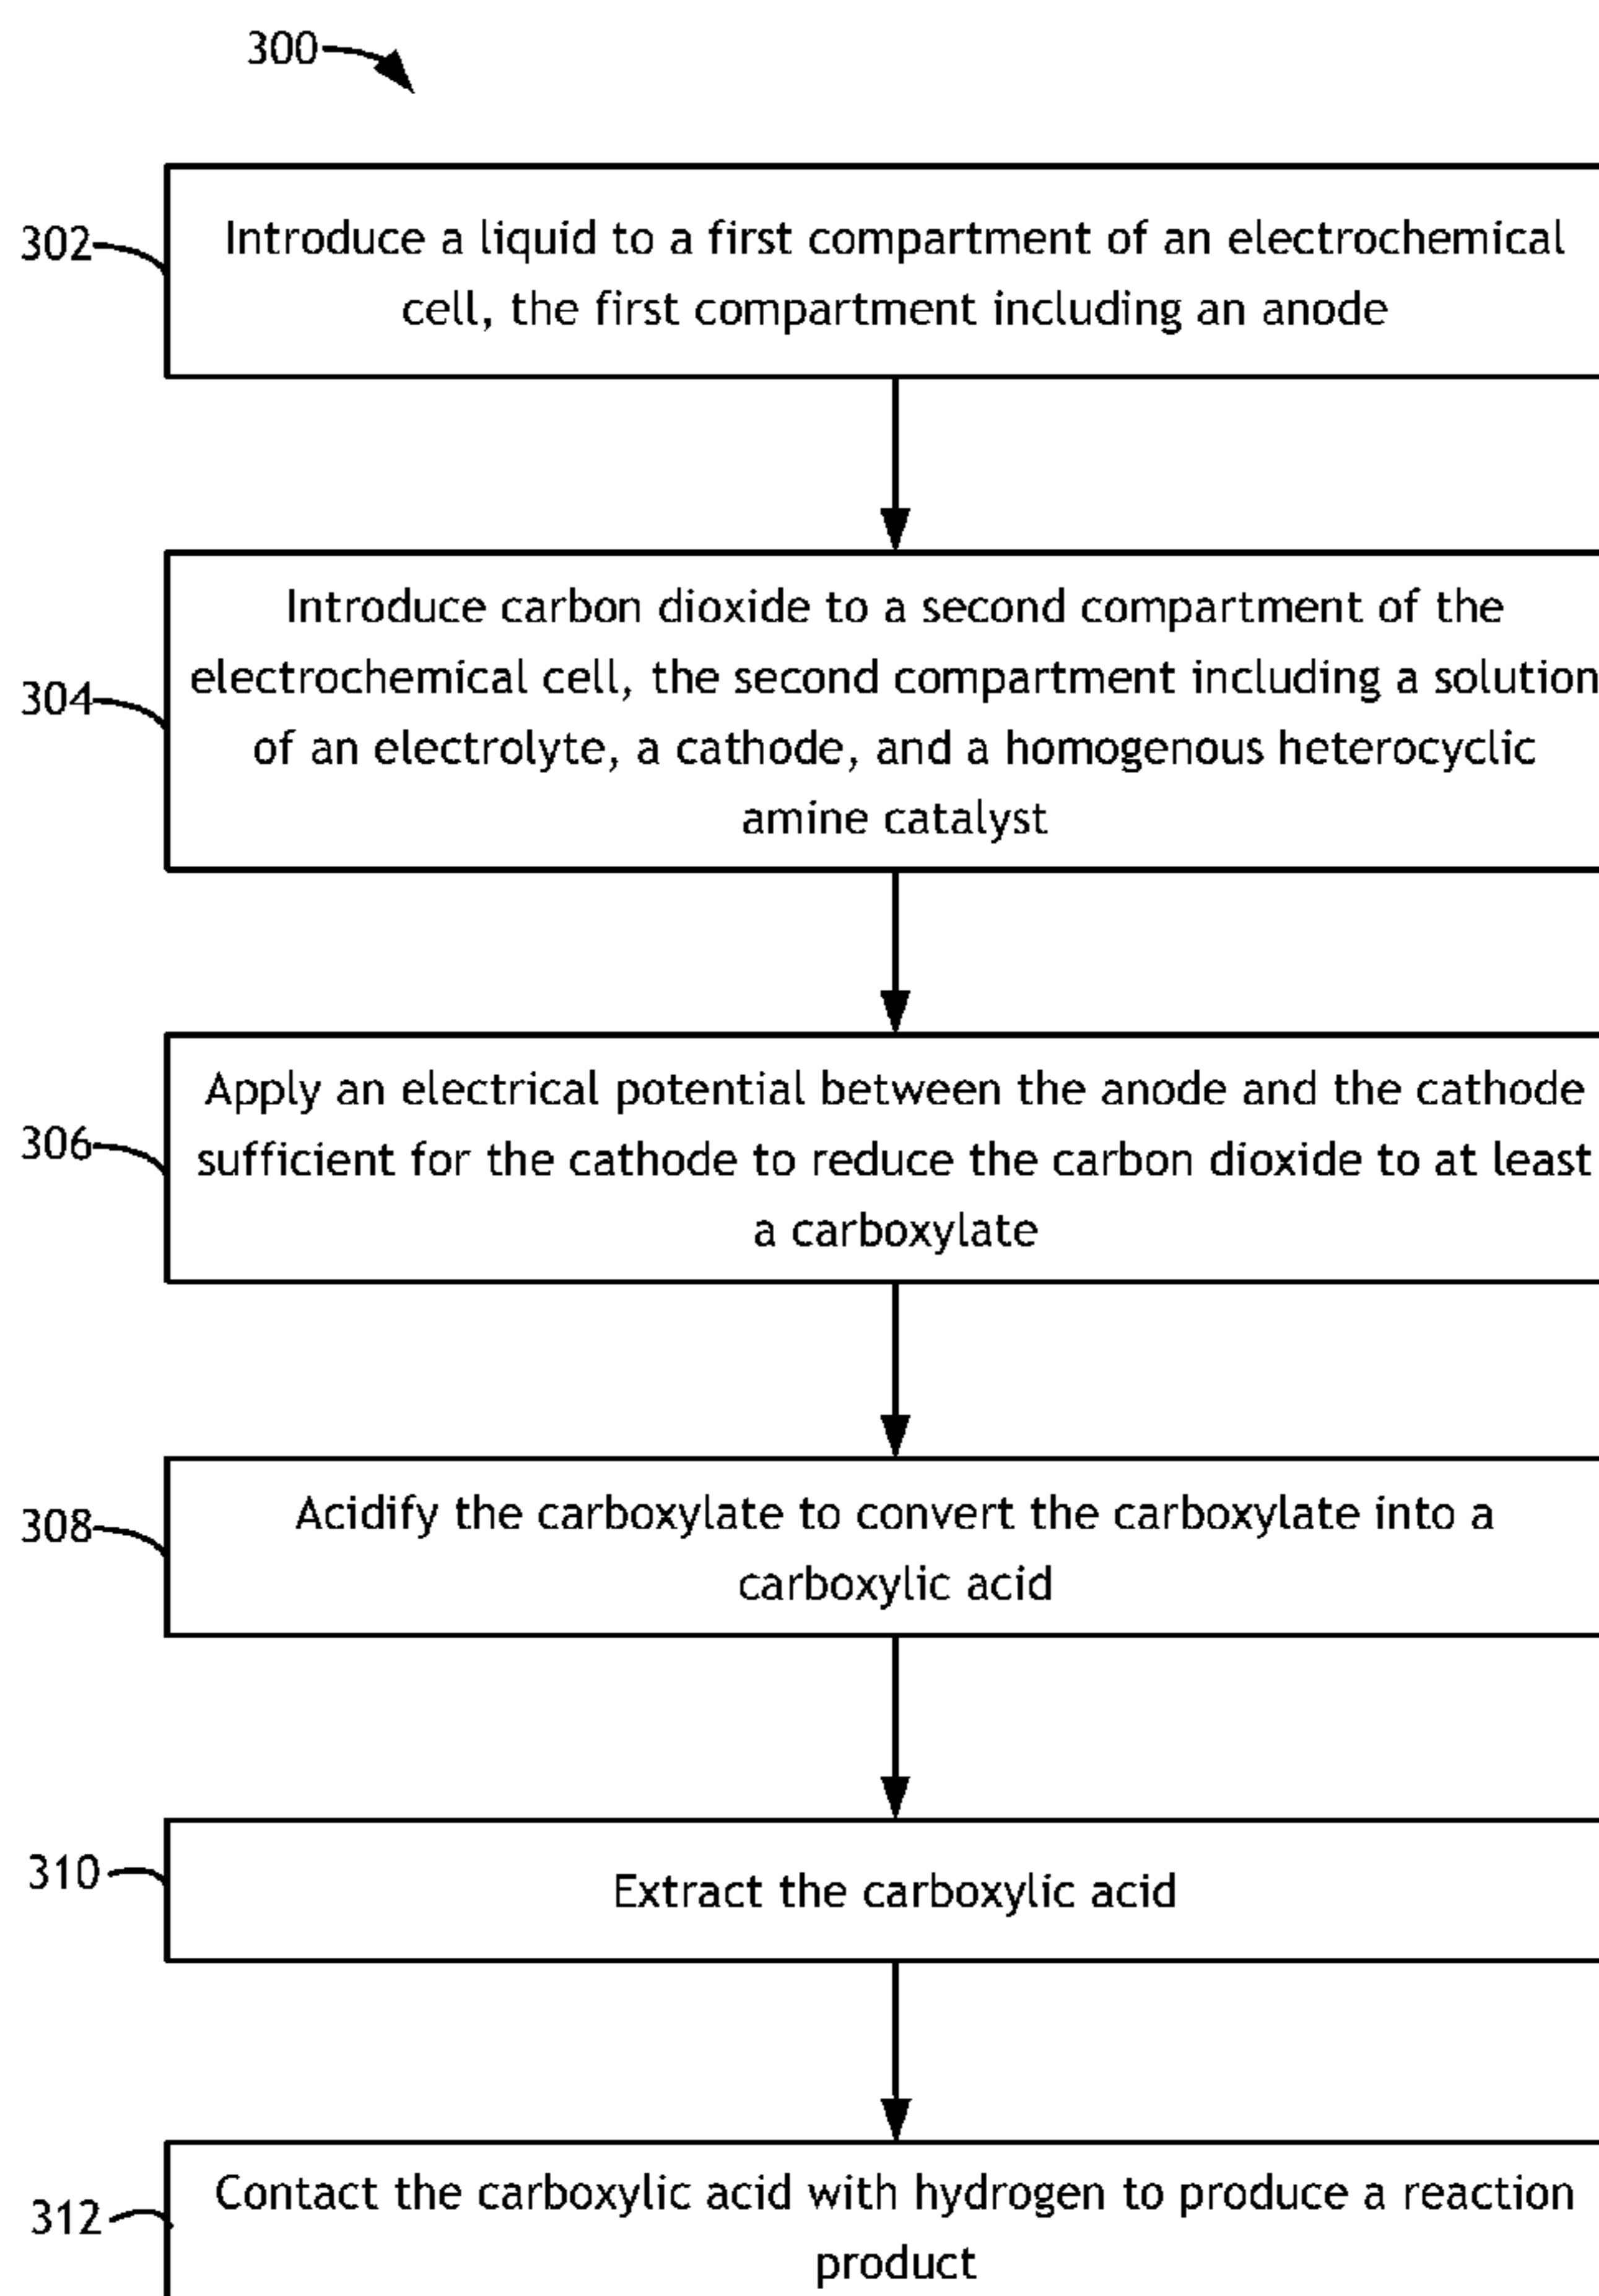 300
302
Introduce a liquid to a first compartment of an electrochemical
cell, the first compartment including an anode
304
Introduce carbon dioxide to a second compartment of the
electrochemical cell, the second compartment including a solution
of an electrolyte, a cathode, and a homogenous heterocyclic
amine catalyst
306
Apply an electrical potential between the anode and the cathode
sufficient for the cathode to reduce the carbon dioxide to at least
a carboxylate
308
Acidify the carboxylate to convert the carboxylate into a
carboxylic acid
310
Extract the carboxylic acid
312
Contact the carboxylic acid with hydrogen to produce a reaction
product